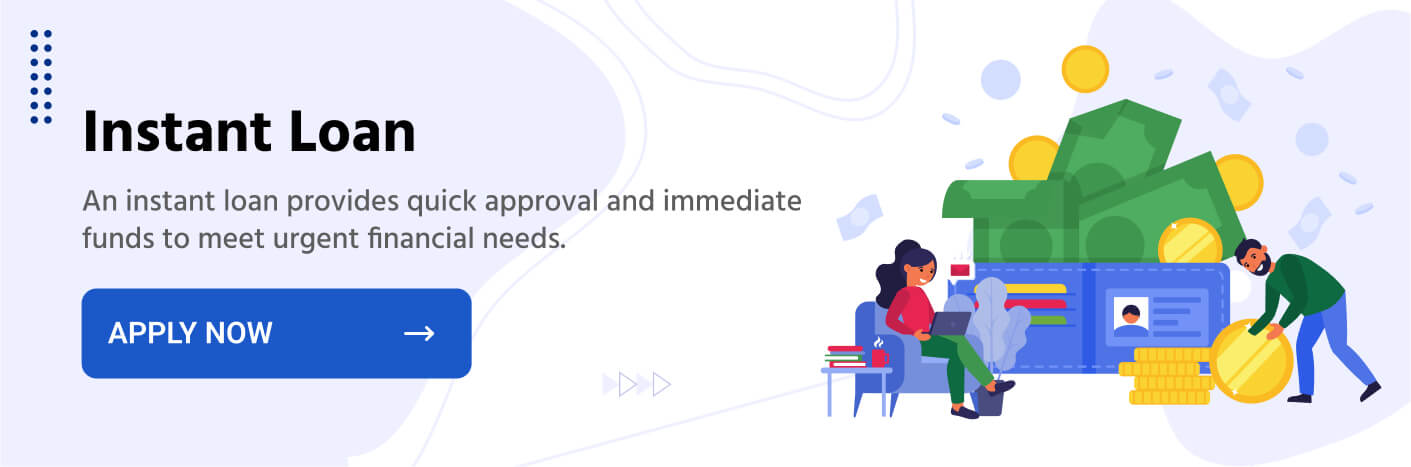 Instant Loan
An instant loan provides quick approval and immediate
funds to meet urgent financial needs.
APPLY NOW